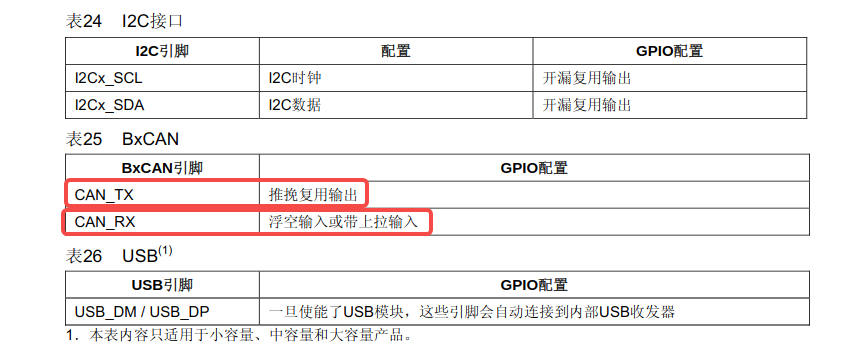 表24 I2C接口
I2C引脚 配置 GPIO配置
I2Cx_SCL I2C时钟 开漏复用输出
I2Cx_SDA I2C数据 开漏复用输出
表25 BxCAN
BxCAN引脚 GPIO配置
CAN_TX 推挽复用输出
CAN_RX 浮空输入或带上拉输入
表26 USB(1)
USB引脚 GPIO配置
USB_DM / USB_DP 一旦使能了USB模块，这些引脚会自动连接到内部USB收发器
1. 本表内容只适用于小容量、中容量和大容量产品。